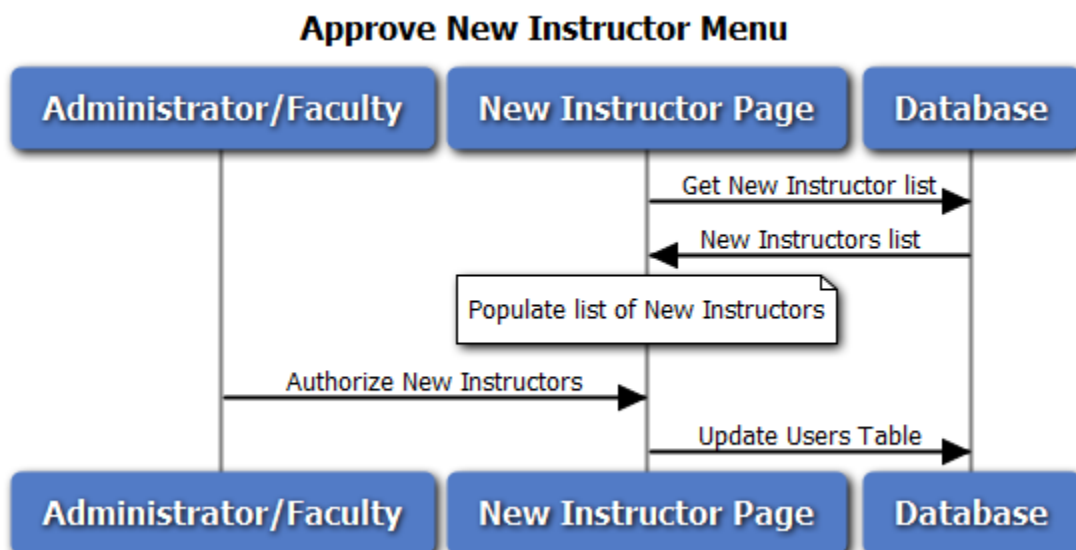 Approve New Instructor Menu
Administrator/Faculty New Instructor Page Database
Get New Instructor list
New Instructors list
Populate list of New Instructors
Authorize New Instructors
Update Users Table
Administrator/Faculty New Instructor Page Database